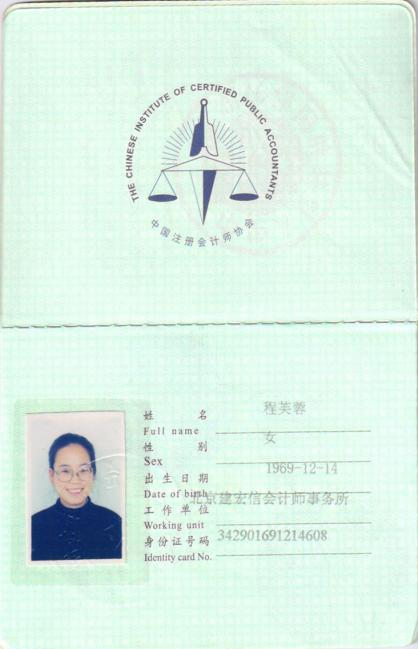 THE CHINESE INSTITUTE OF CERTIFIED PUBLIC ACCOUNTANTS
中国注册会计师协会
姓 名 程芙蓉
Full name
性 别 女
Sex
出生日期 1969-12-14
Date of birth
工作单位 北京建宏信会计师事务所
Working unit
身份证号码 342901691214608
Identity card No.